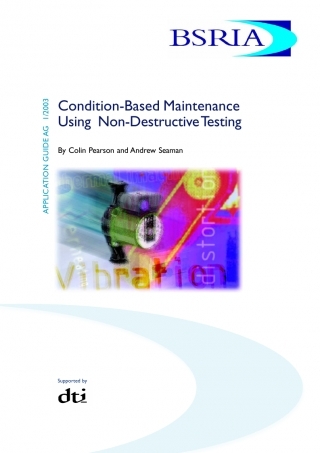 BSRIA
APPLICATION GUIDE AG 1/2003
Condition-Based Maintenance
Using Non-Destructive Testing
By Colin Pearson and Andrew Seaman
distortion
Vibration
Supported by
dti